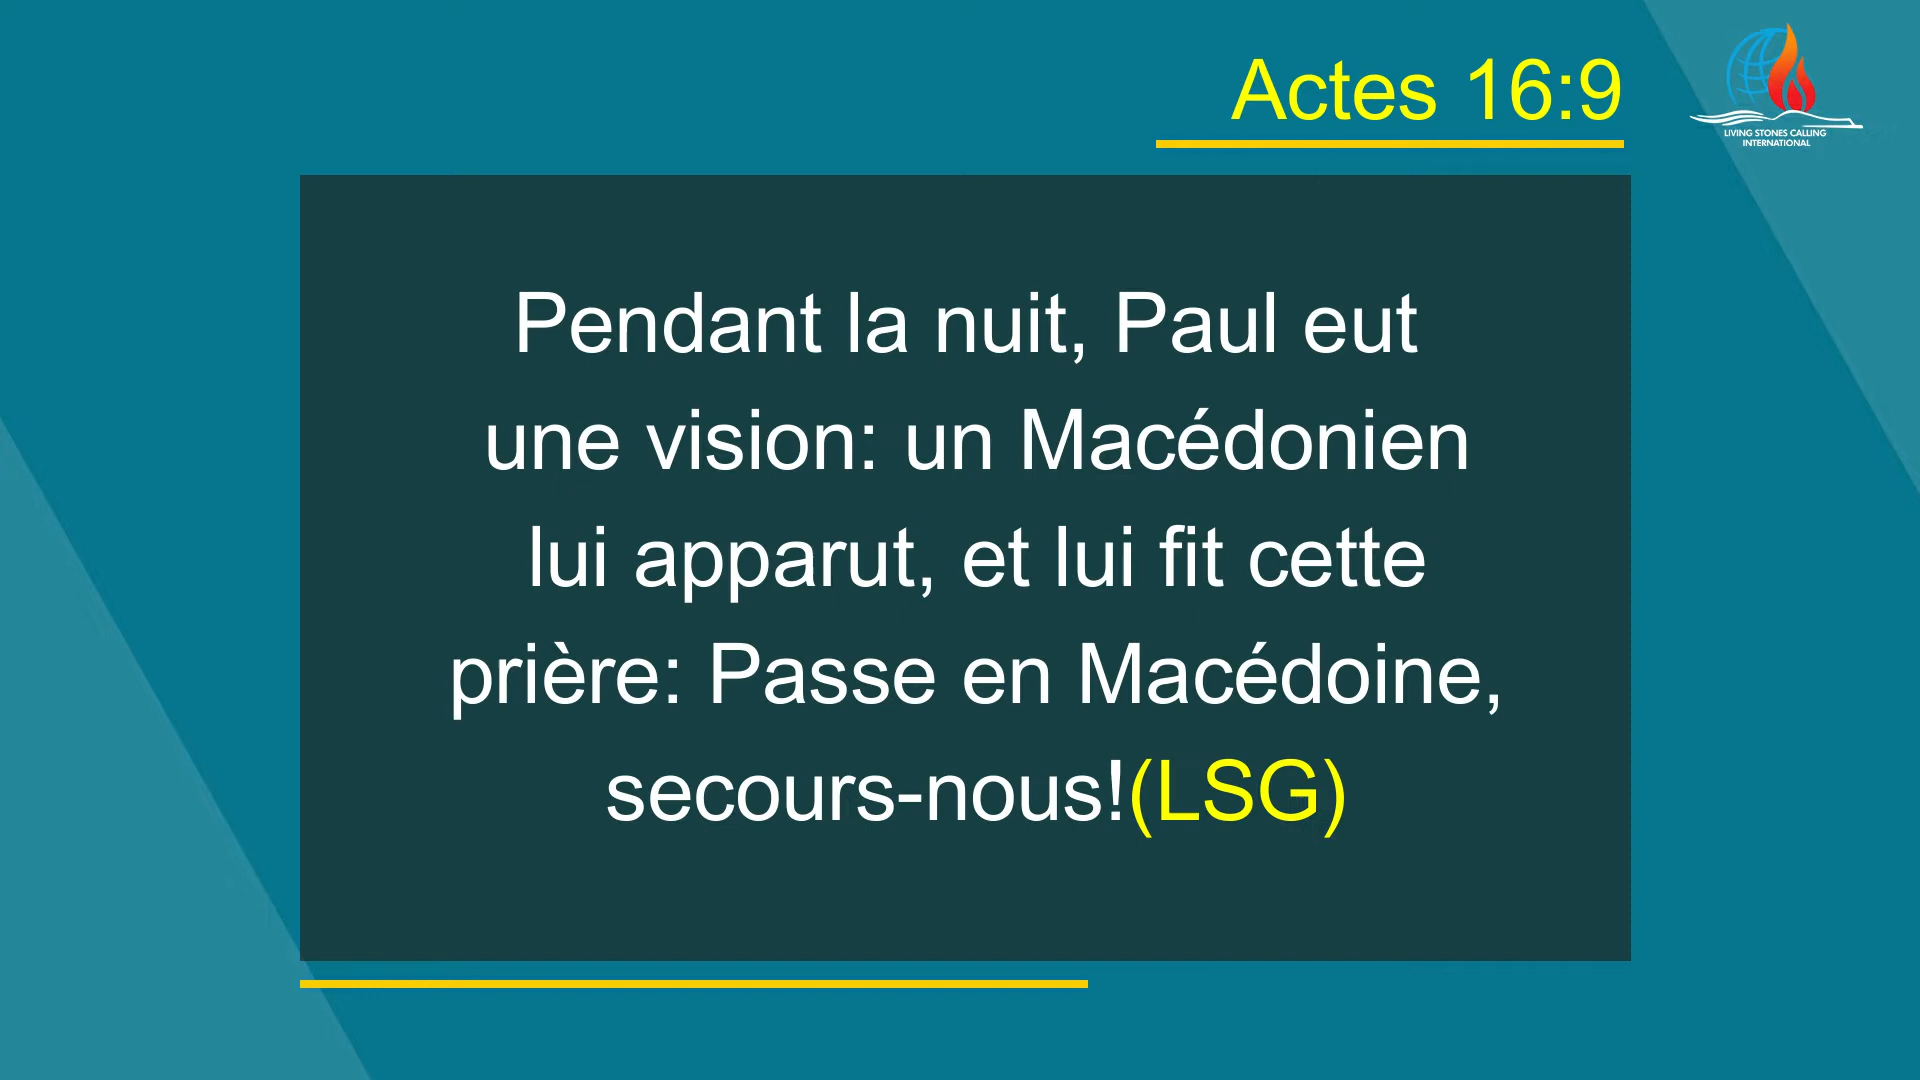 Actes 16:9
LIVING STONES CALLING
INTERNATIONAL
Pendant la nuit, Paul eut
une vision: un Macédonien
lui apparut, et lui fit cette
prière: Passe en Macédoine,
secours-nous!(LSG)